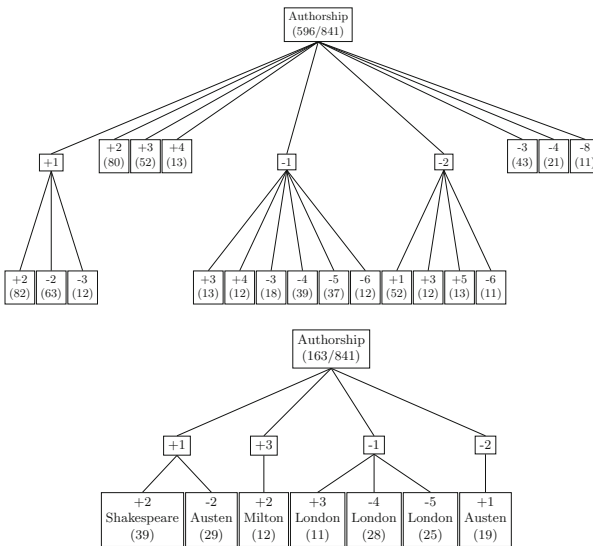 Authorship
(596/841)
+2 +3 +4 -3 -4 -8
(80) (52) (13) (43) (21) (11)
+1 -1 -2
+2 -2 -3 +3 +4 -3 -4 -5 -6 +1 +3 +5 -6
(82) (63) (12) (13) (12) (18) (39) (37) (12) (52) (12) (13) (11)
Authorship
(163/841)
+1 +3 -1 -2
+2 -2 +2 +3 -4 -5 +1
Shakespeare Austen Milton London London London Austen
(39) (29) (12) (11) (28) (25) (19)